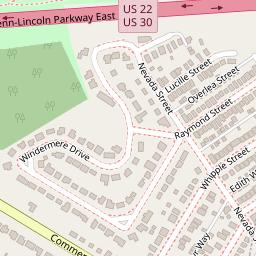 enn-Lincoln Parkway East
US 22
US 30
Lucille Street
Overlea Street
Nevada Street
Raymond Street
Windermere Drive
Whipple Street
Edith W
Nevada
Commer
Way